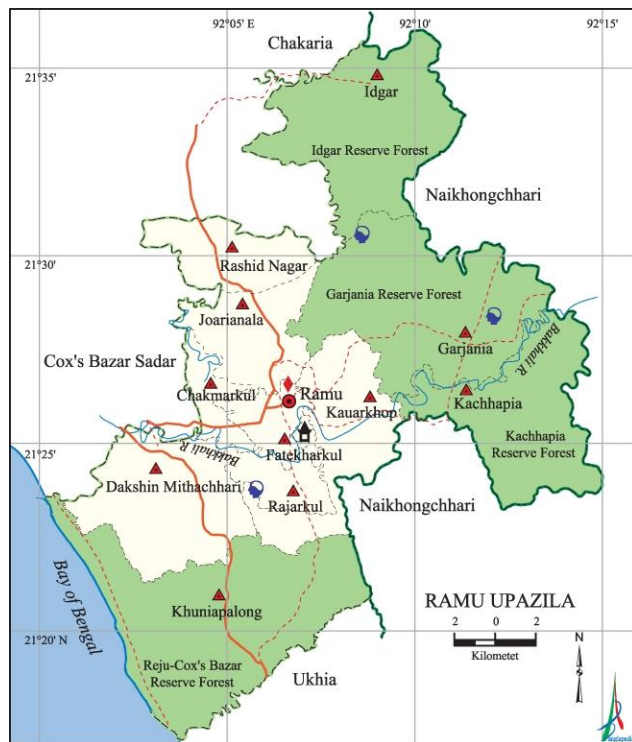 92°05' E
92°10'
92°15'
Chakaria
21°35'
Idgar
Idgar Reserve Forest
Naikhongchhari
21°30'
Rashid Nagar
Garjania Reserve Forest
Joarianala
Garjania
Bakkhali R
Cox's Bazar Sadar
Chakmarkul
Ramu
Kauarkhop
Kachhapia
Kachhapia
Reserve Forest
21°25'
Bakkhali R
Fatekharkul
Dakshin Mithachhari
Rajarkul
Naikhongchhari
Bay of Bengal
Khuniapalong
RAMU UPAZILA
2 0 2
Kilometet
N
21°20' N
Reju-Cox's Bazar
Reserve Forest
Ukhia